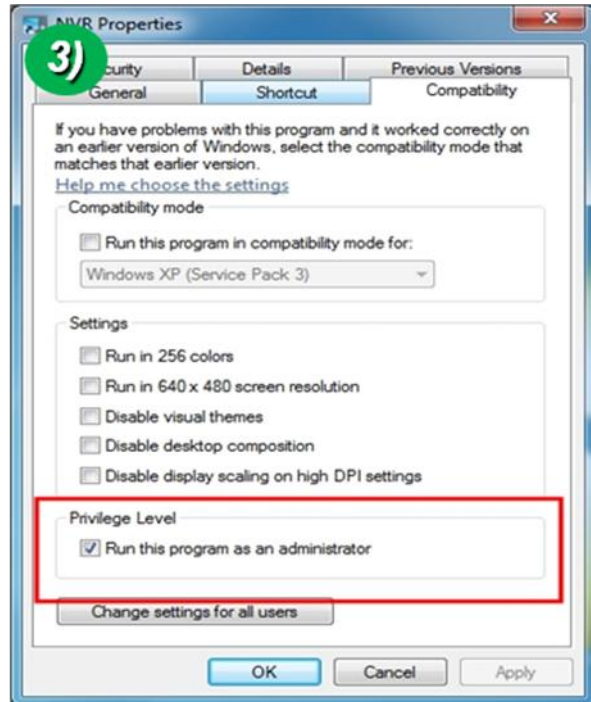 NVR Properties
3)
curity
Details
Previous Versions
General
Shortcut
Compatibility
If you have problems with this program and it worked correctly on
an earlier version of Windows, select the compatibility mode that
matches that earlier version.
Help me choose the settings
Compatibility mode
Run this program in compatibility mode for:
Windows XP (Service Pack 3)
Settings
Run in 256 colors
Run in 640 x 480 screen resolution
Disable visual themes
Disable desktop composition
Disable display scaling on high DPI settings
Privilege Level
Run this program as an administrator
Change settings for all users
OK
Cancel
Apply